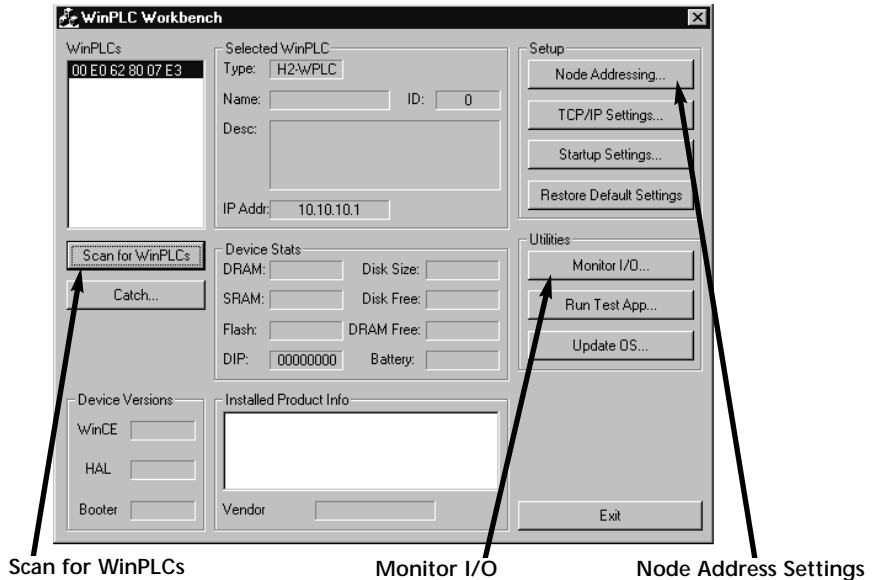 WinPLC Workbench
WinPLCs
00 E0 62 80 07 E3
Scan for WinPLCs
Catch...
Selected WinPLC
Type: H2-WPLC
Name: ID: 0
Desc:
IP Addr: 10.10.10.1
Setup
Node Addressing...
TCP/IP Settings...
Startup Settings...
Restore Default Settings
Device Stats
DRAM: Disk Size:
SRAM: Disk Free:
Flash: DRAM Free:
DIP: 00000000 Battery:
Utilities
Monitor I/O...
Run Test App...
Update OS...
Device Versions
WinCE
HAL
Booter
Installed Product Info
Vendor
Exit
Scan for WinPLCs
Monitor I/O
Node Address Settings